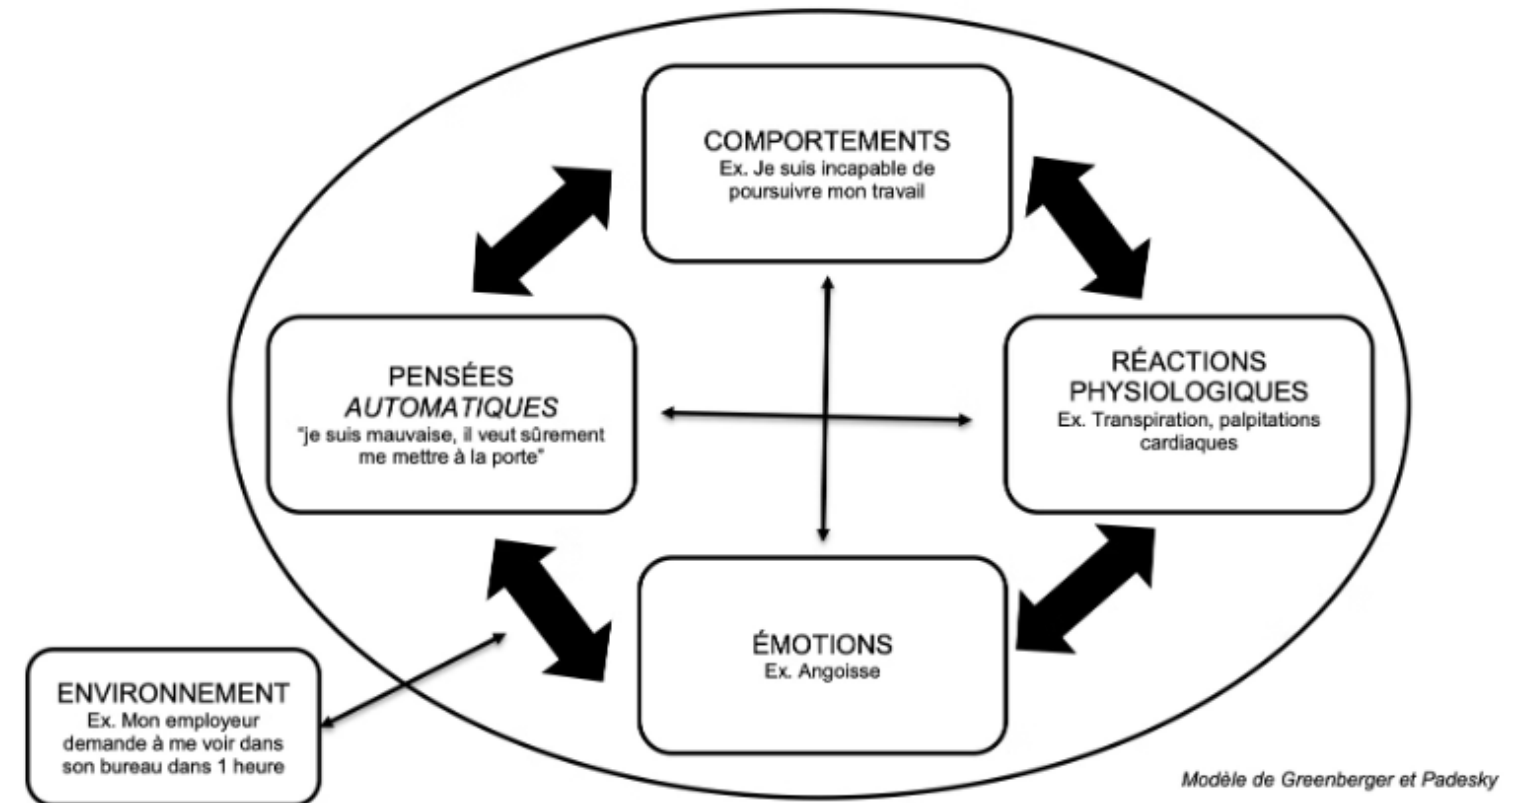 COMPORTEMENTS
Ex. Je suis incapable de
poursuivre mon travail
PENSÉES
AUTOMATIQUES
"je suis mauvaise, il veut sûrement
me mettre à la porte"
RÉACTIONS
PHYSIOLOGIQUES
Ex. Transpiration, palpitations
cardiaques
ÉMOTIONS
Ex. Angoisse
ENVIRONNEMENT
Ex. Mon employeur
demande à me voir dans
son bureau dans 1 heure
Modèle de Greenberger et Padesky